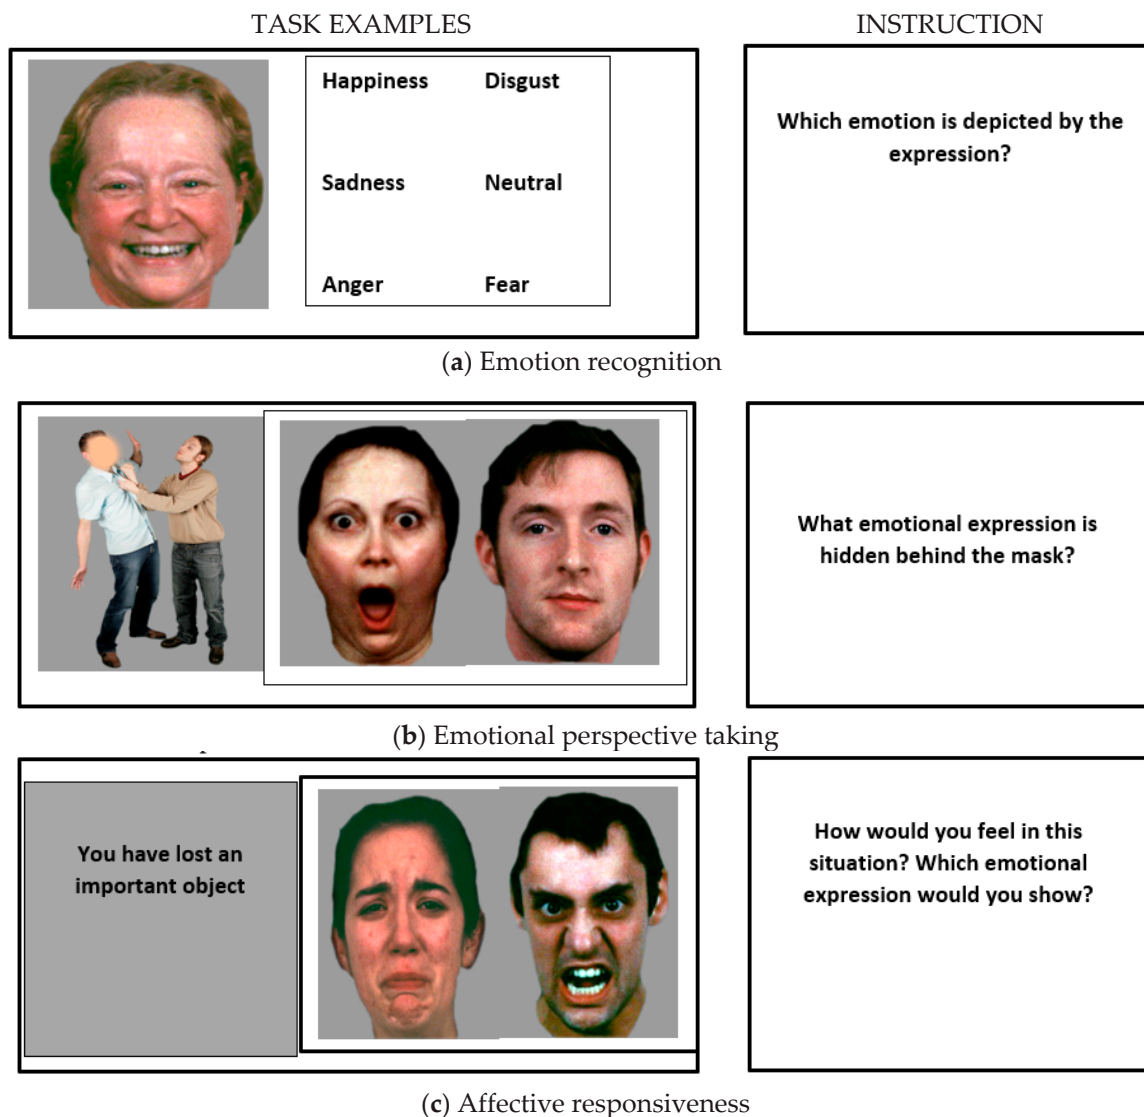 TASK EXAMPLES
INSTRUCTION
Happiness Disgust
Sadness Neutral
Anger Fear
Which emotion is depicted by the
expression?
(a) Emotion recognition
What emotional expression is
hidden behind the mask?
(b) Emotional perspective taking
You have lost an
important object
How would you feel in this
situation? Which emotional
expression would you show?
(c) Affective responsiveness